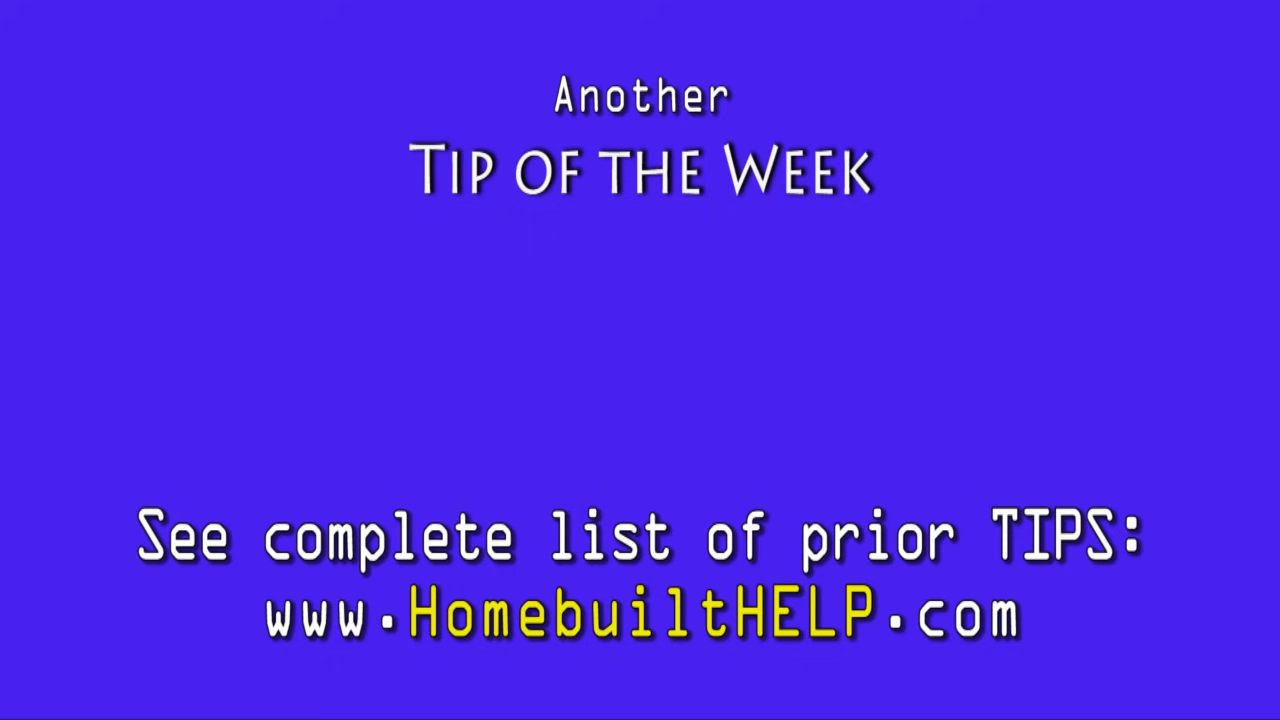 Another
TIP OF THE WEEK
See complete list of prior TIPS:
www.HomebuiltHELP.com